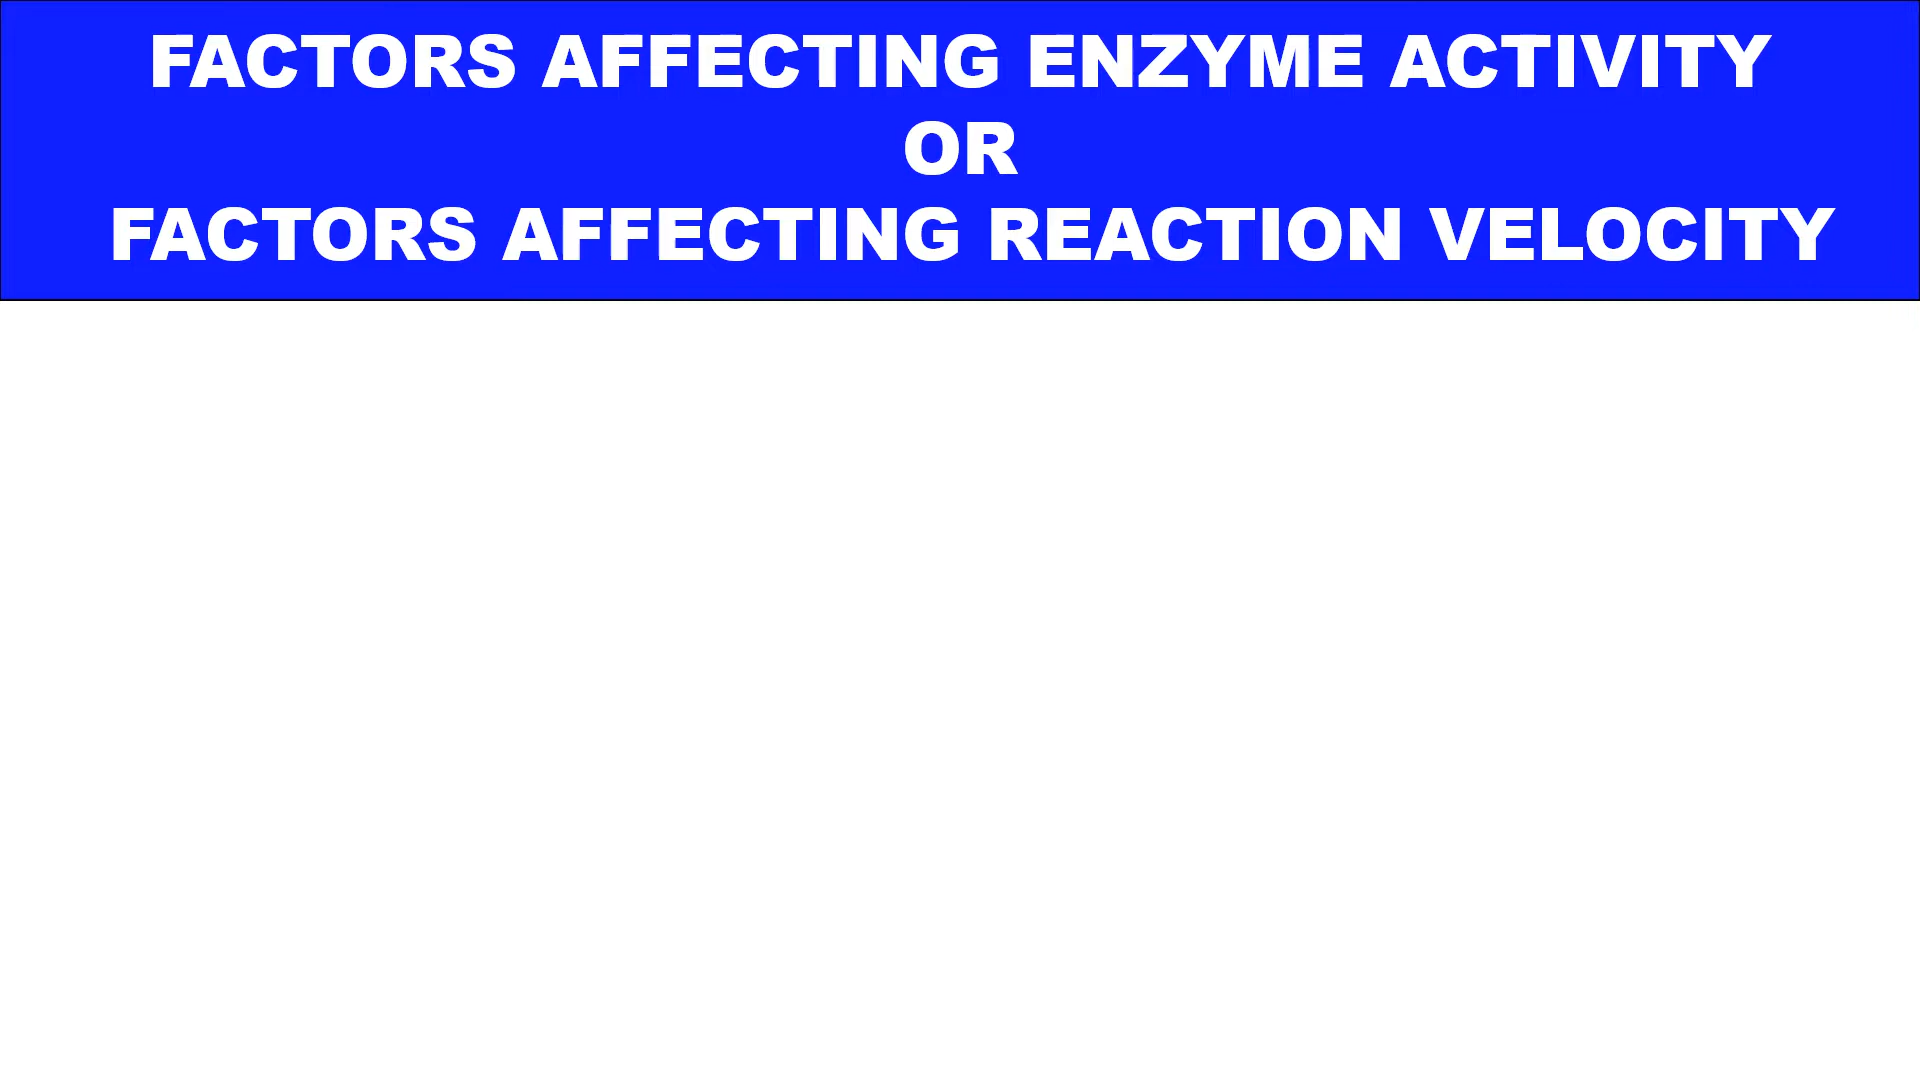 FACTORS AFFECTING ENZYME ACTIVITY
OR
FACTORS AFFECTING REACTION VELOCITY